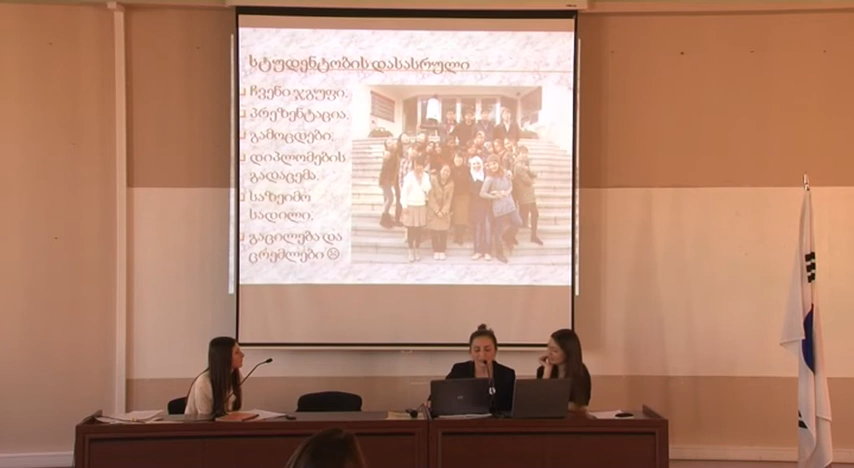 სტუდენტობის დასასრული
ჩვენი ჯგუფი.
პრეზენტაცია.
გამოცდები.
დიპლომების
გადაცემა.
საზეიმო
სადილი.
გაცილება და
ცრემლები ☹